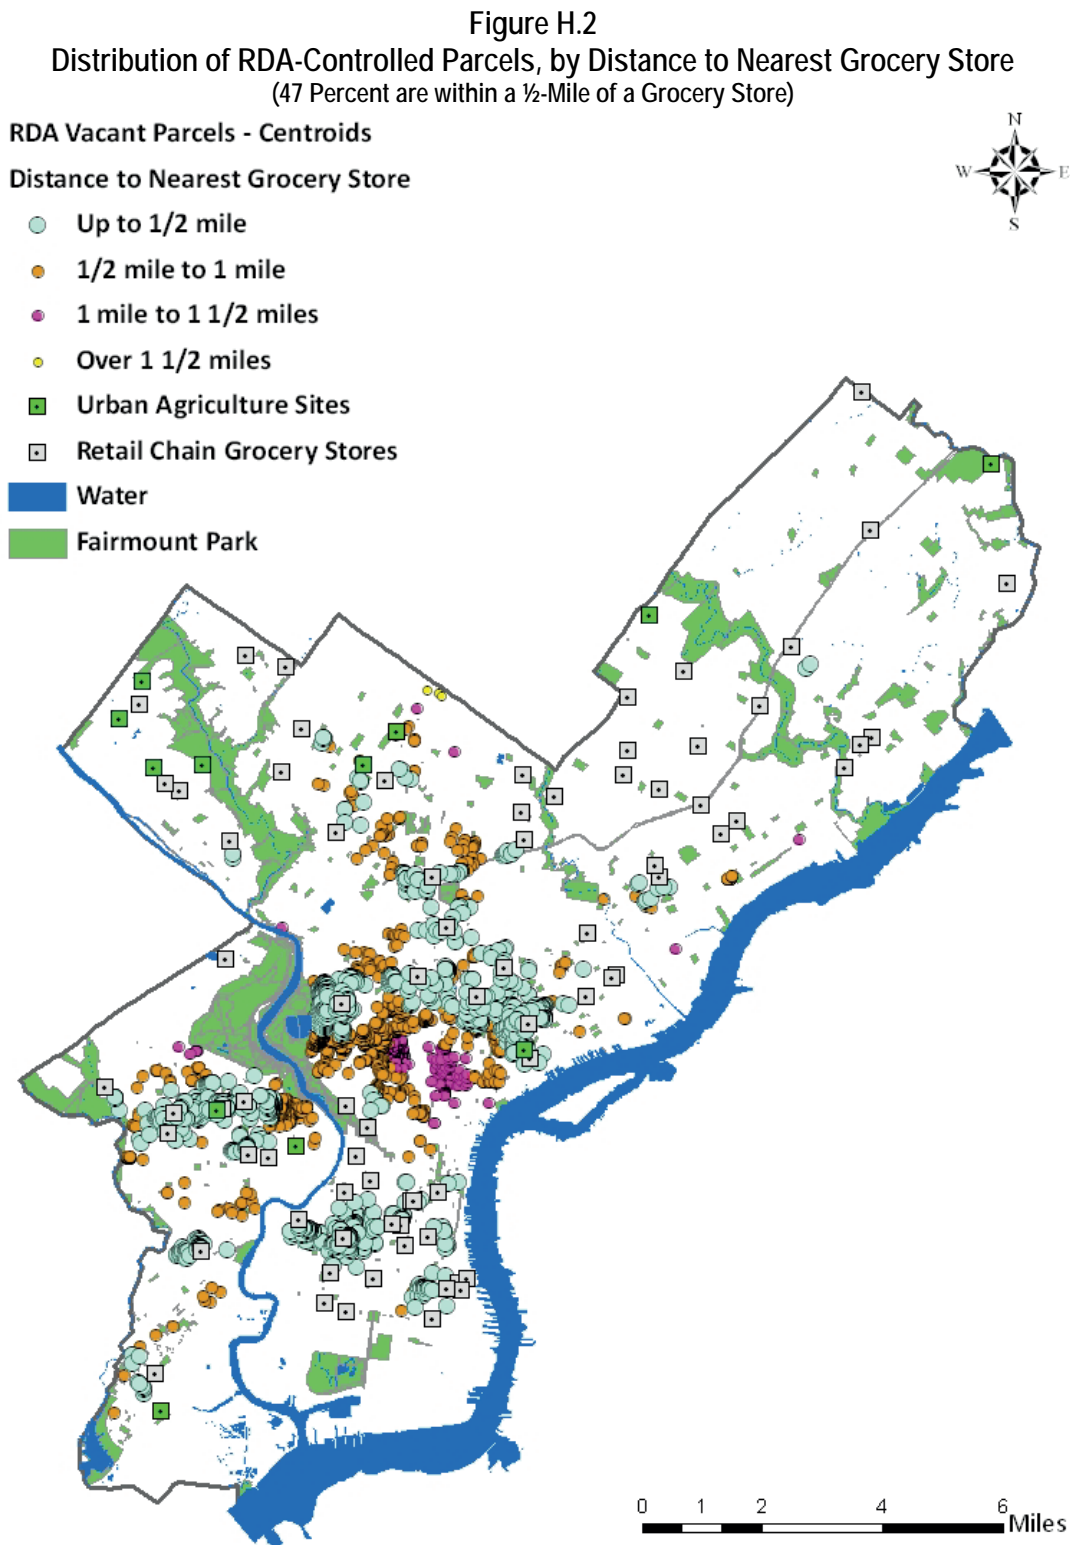 Figure H.2
Distribution of RDA-Controlled Parcels, by Distance to Nearest Grocery Store
(47 Percent are within a ½-Mile of a Grocery Store)
RDA Vacant Parcels - Centroids
Distance to Nearest Grocery Store
Up to 1/2 mile
1/2 mile to 1 mile
1 mile to 1 1/2 miles
Over 1 1/2 miles
Urban Agriculture Sites
Retail Chain Grocery Stores
Water
Fairmount Park
N
W E
S
0 1 2 4 6
Miles